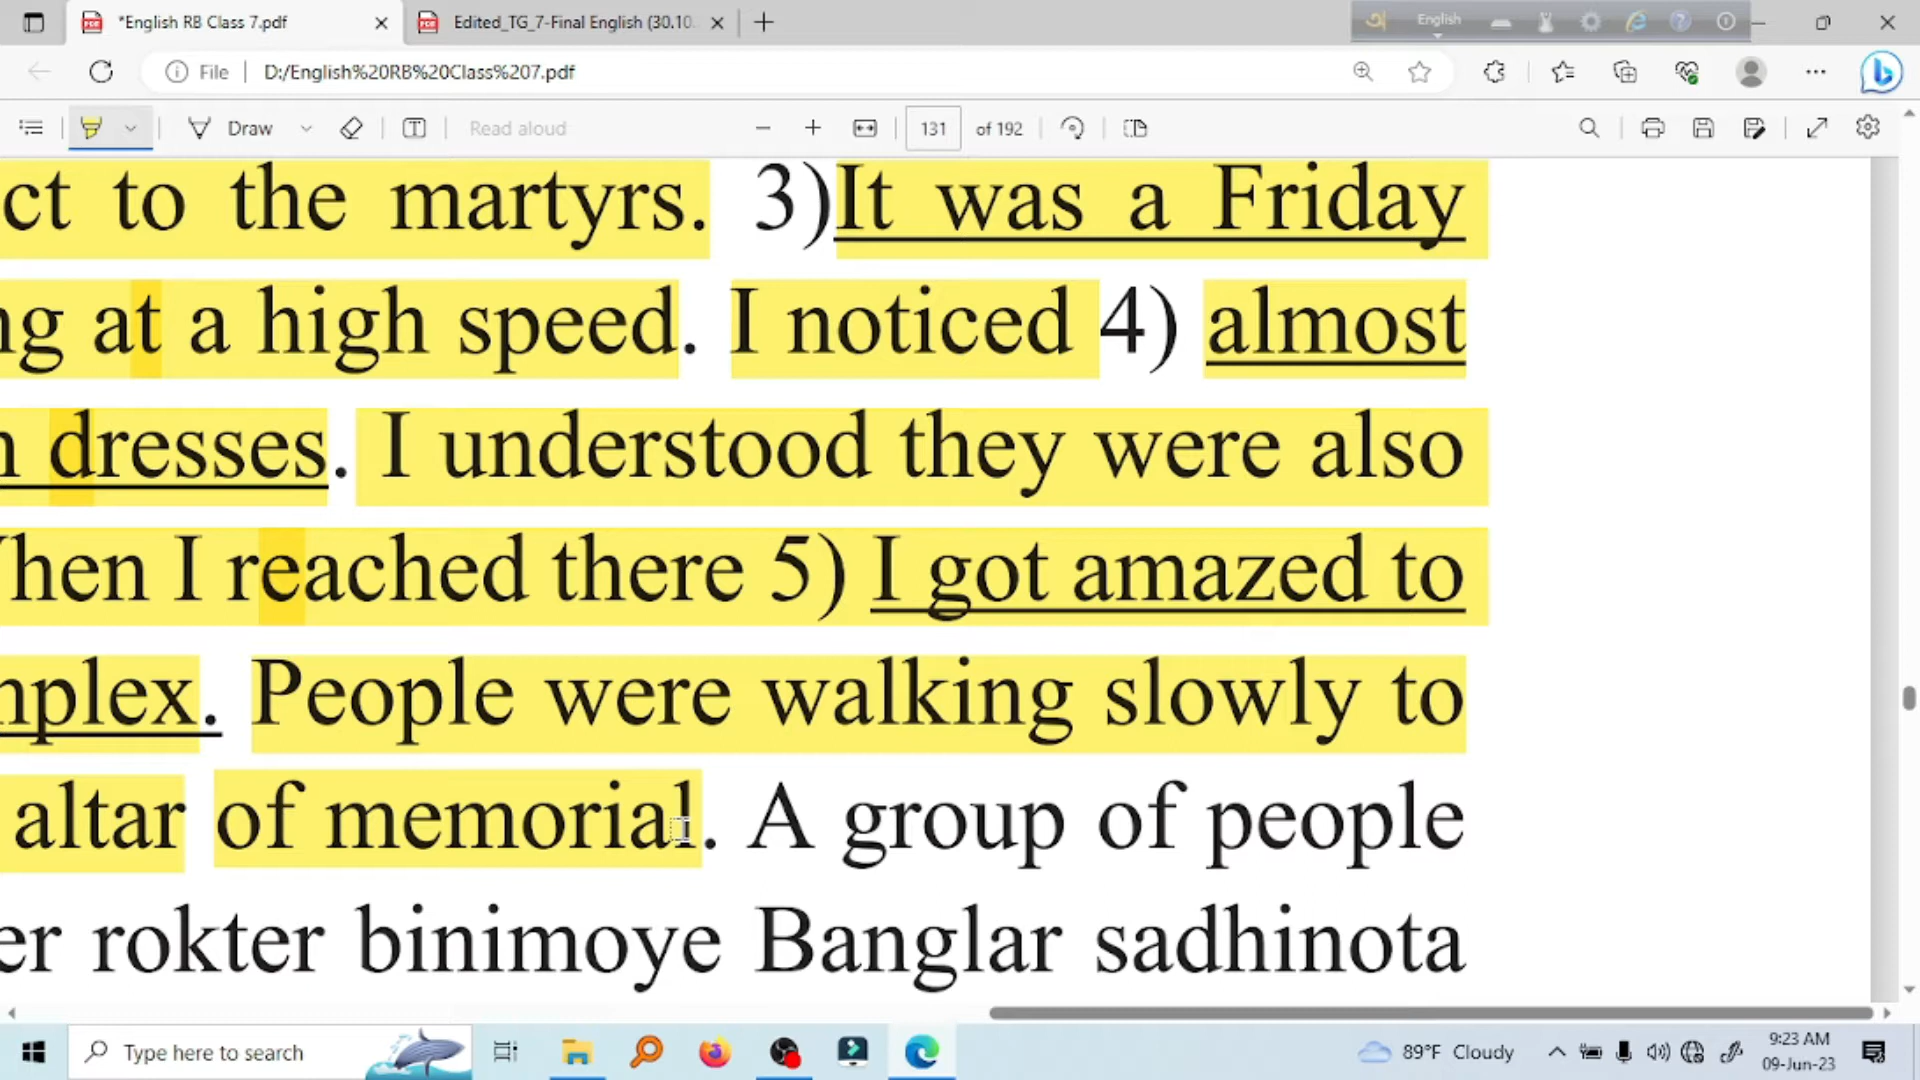 *English RB Class 7.pdf
Edited_TG_7-Final English (30.10.
English
File
D:/English%20RB%20Class%207.pdf
Draw
Read aloud
131
of 192
ct to the martyrs. 3)It was a Friday
ng at a high speed. I noticed 4) almost
n dresses. I understood they were also
hen I reached there 5) I got amazed to
nplex. People were walking slowly to
altar of memorial. A group of people
er rokter binimoye Banglar sadhinota
Type here to search
89°F Cloudy
9:23 AM
09-Jun-23